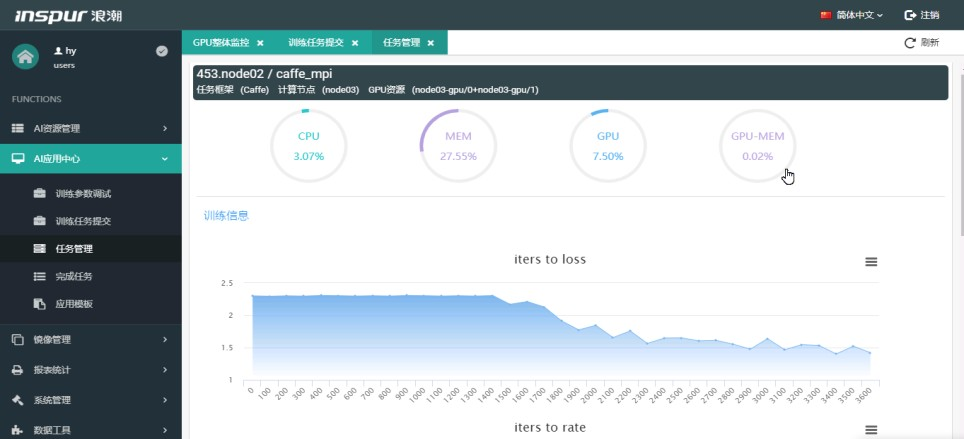 inspur 浪潮
简体中文
注销
hy
users
GPU整体监控 ×
训练任务提交 ×
任务管理 ×
刷新
FUNCTIONS
AI资源管理
AI应用中心
训练参数调试
训练任务提交
任务管理
完成任务
应用模板
镜像管理
报表统计
系统管理
数据工具
453.node02 / caffe_mpi
任务框架 (Caffe) 计算节点 (node03) GPU资源 (node03-gpu/0+node03-gpu/1)
CPU
3.07%
MEM
27.55%
GPU
7.50%
GPU-MEM
0.02%
训练信息
iters to loss
2.5
2
1.5
1
0 100 200 300 400 500 600 700 800 900 1000 1100 1200 1300 1400 1500 1600 1700 1800 1900 2000 2100 2200 2300 2400 2500 2600 2700 2800 2900 3000 3100 3200 3300 3400 3500 3600
iters to rate